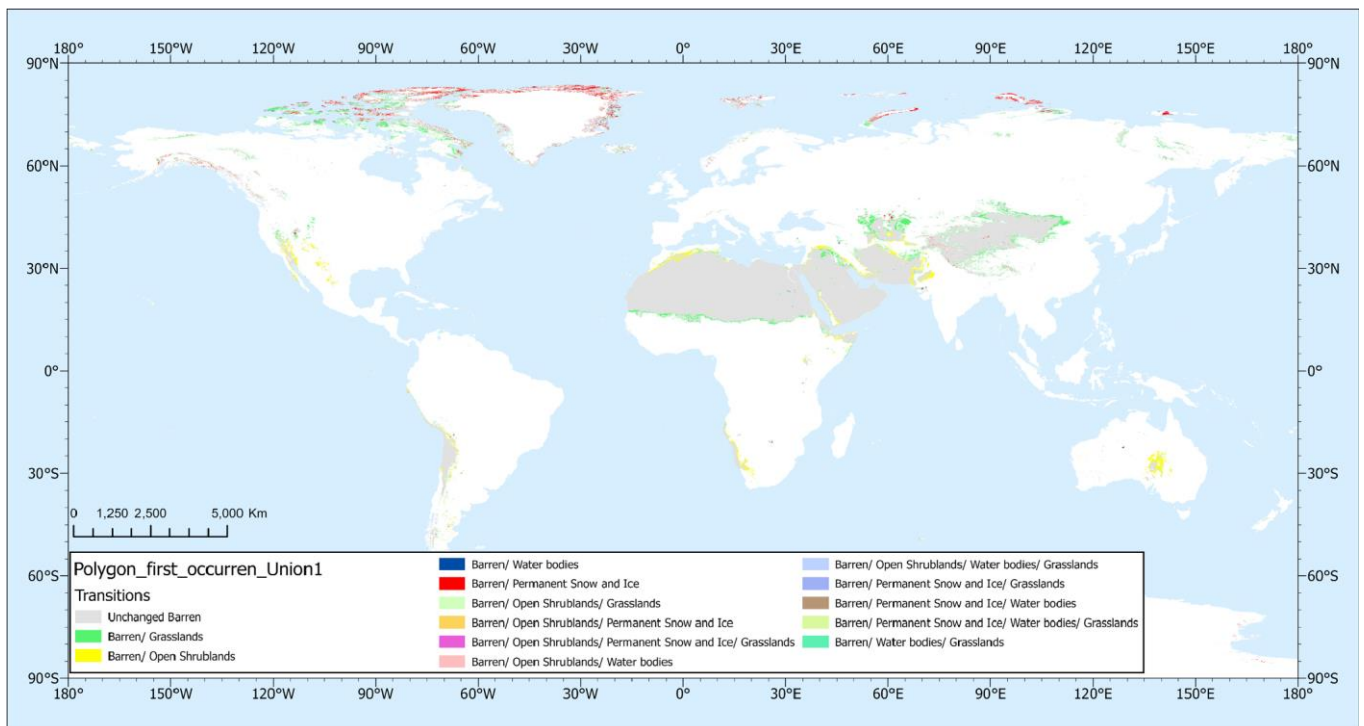 180° 150°W 120°W 90°W 60°W 30°W 0° 30°E 60°E 90°E 120°E 150°E 180°
90°N 90°N
60°N 60°N
30°N 30°N
0° 0°
30°S 30°S
0 1,250 2,500 5,000 Km
60°S 60°S
Polygon_first_occurren_Union1
Transitions
Unchanged Barren
Barren/ Grasslands
Barren/ Open Shrublands
Barren/ Water bodies
Barren/ Permanent Snow and Ice
Barren/ Open Shrublands/ Grasslands
Barren/ Open Shrublands/ Permanent Snow and Ice
Barren/ Open Shrublands/ Permanent Snow and Ice/ Grasslands
Barren/ Open Shrublands/ Water bodies
Barren/ Open Shrublands/ Water bodies/ Grasslands
Barren/ Permanent Snow and Ice/ Grasslands
Barren/ Permanent Snow and Ice/ Water bodies
Barren/ Permanent Snow and Ice/ Water bodies/ Grasslands
Barren/ Water bodies/ Grasslands
90°S 90°S
180° 150°W 120°W 90°W 60°W 30°W 0° 30°E 60°E 90°E 120°E 150°E 180°